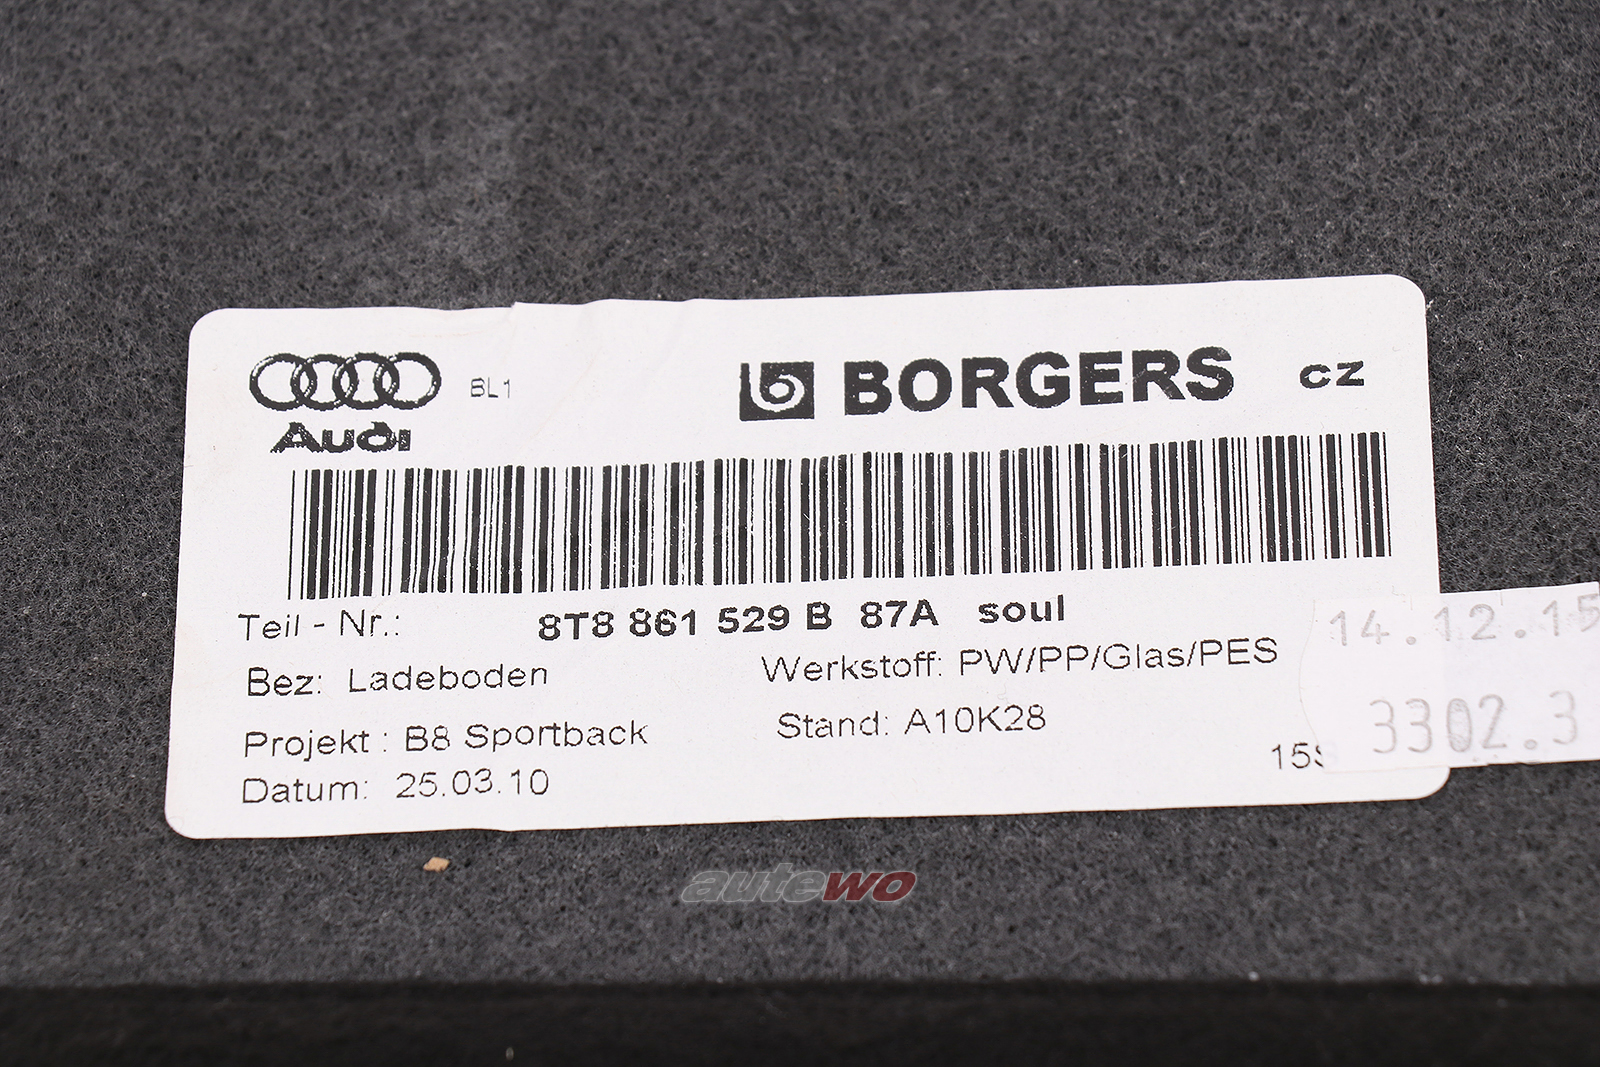 BL1 BORGERS CZ
Audi
Teil - Nr.: 8T8 861 529 B 87A soul
Bez: Ladeboden Werkstoff: PW/PP/Glas/PES
Projekt : B8 Sportback Stand: A10K28
Datum: 25.03.10
14.12.15
3302.3
autewo